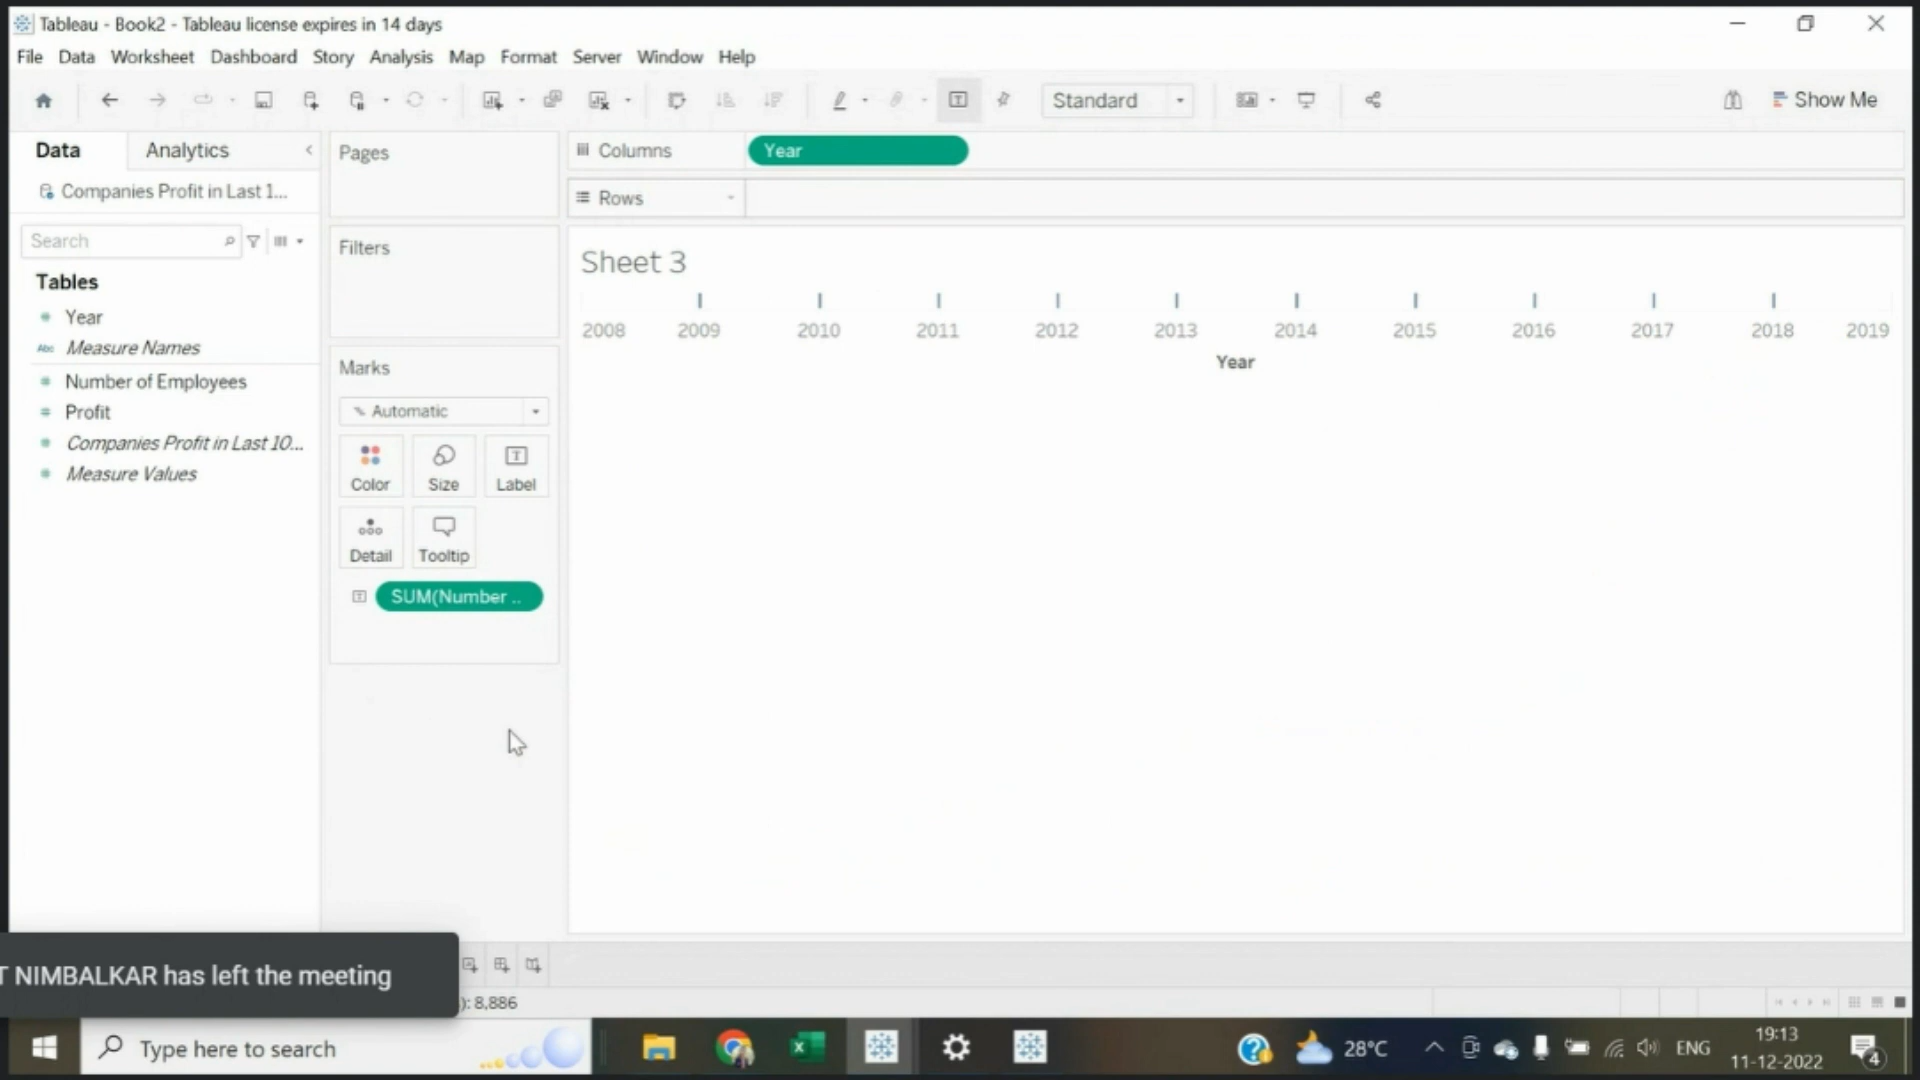 Tableau - Book2 - Tableau license expires in 14 days
File Data Worksheet Dashboard Story Analysis Map Format Server Window Help
Standard
Show Me
Data Analytics
Companies Profit in Last 1...
Search
Tables
Year
Abc Measure Names
Number of Employees
Profit
Companies Profit in Last 10...
Measure Values
Pages
Filters
Marks
Automatic
Color Size Label
Detail Tooltip
SUM(Number ..
Columns Year
Rows
Sheet 3
2008 2009 2010 2011 2012 2013 2014 2015 2016 2017 2018 2019
Year
T NIMBALKAR has left the meeting
): 8,886
Type here to search
28°C
ENG
19:13
11-12-2022
4